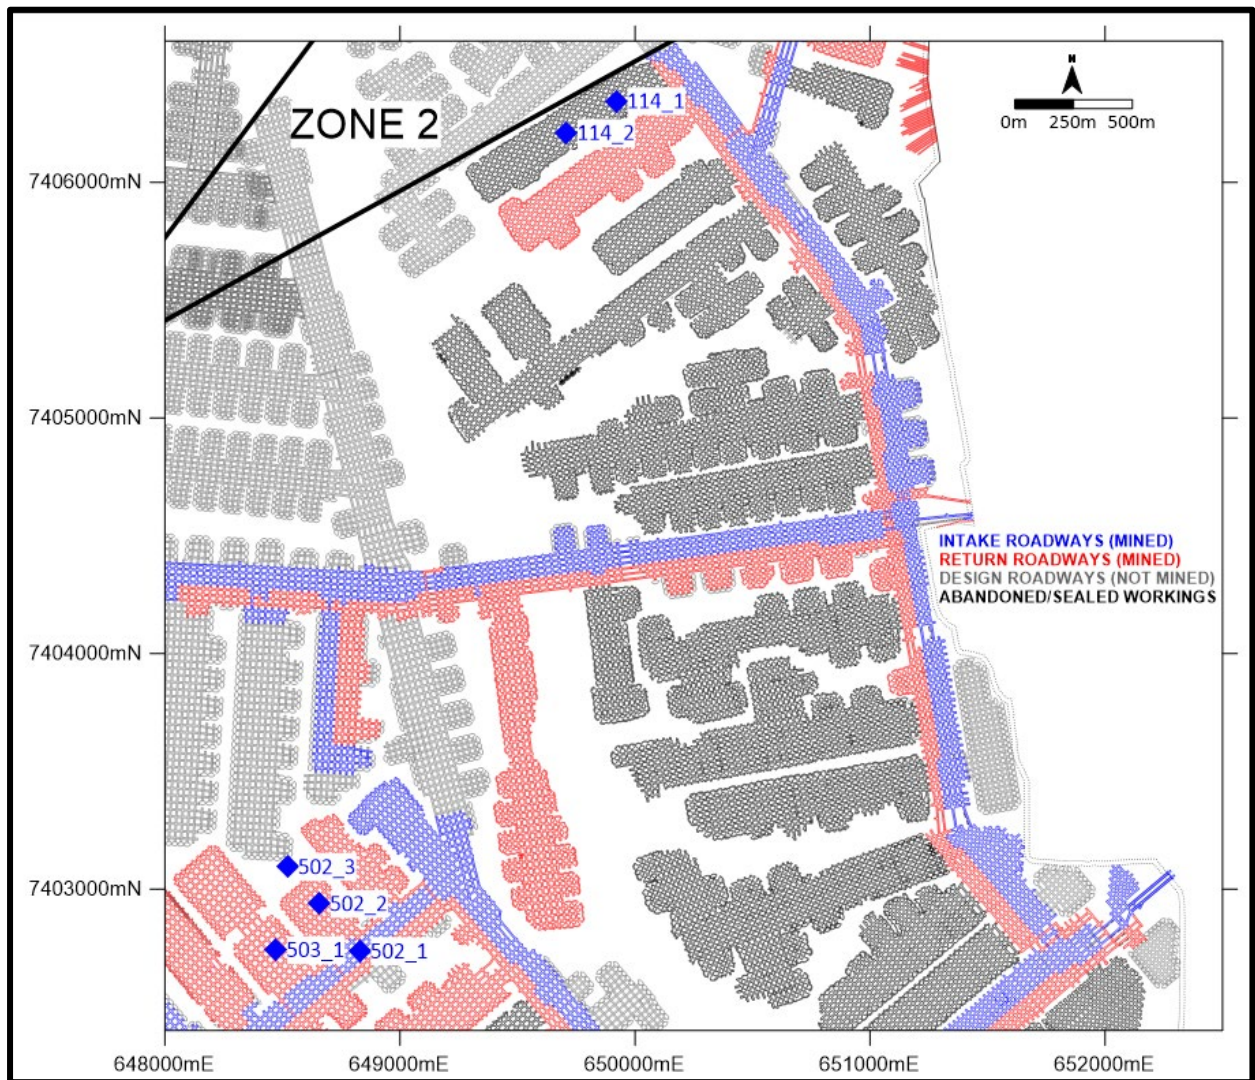 ZONE 2
114_1
114_2
N
0m 250m 500m
7406000mN
7405000mN
INTAKE ROADWAYS (MINED)
RETURN ROADWAYS (MINED)
DESIGN ROADWAYS (NOT MINED)
ABANDONED/SEALED WORKINGS
7404000mN
502_3
7403000mN
502_2
503_1
502_1
648000mE 649000mE 650000mE 651000mE 652000mE